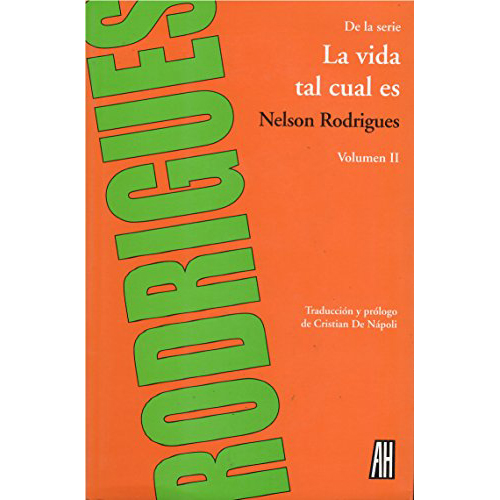 RODRIGUES
De la serie
La vida
tal cual es
Nelson Rodrigues
Volumen II
Traducción y prólogo
de Cristian De Nápoli
AH